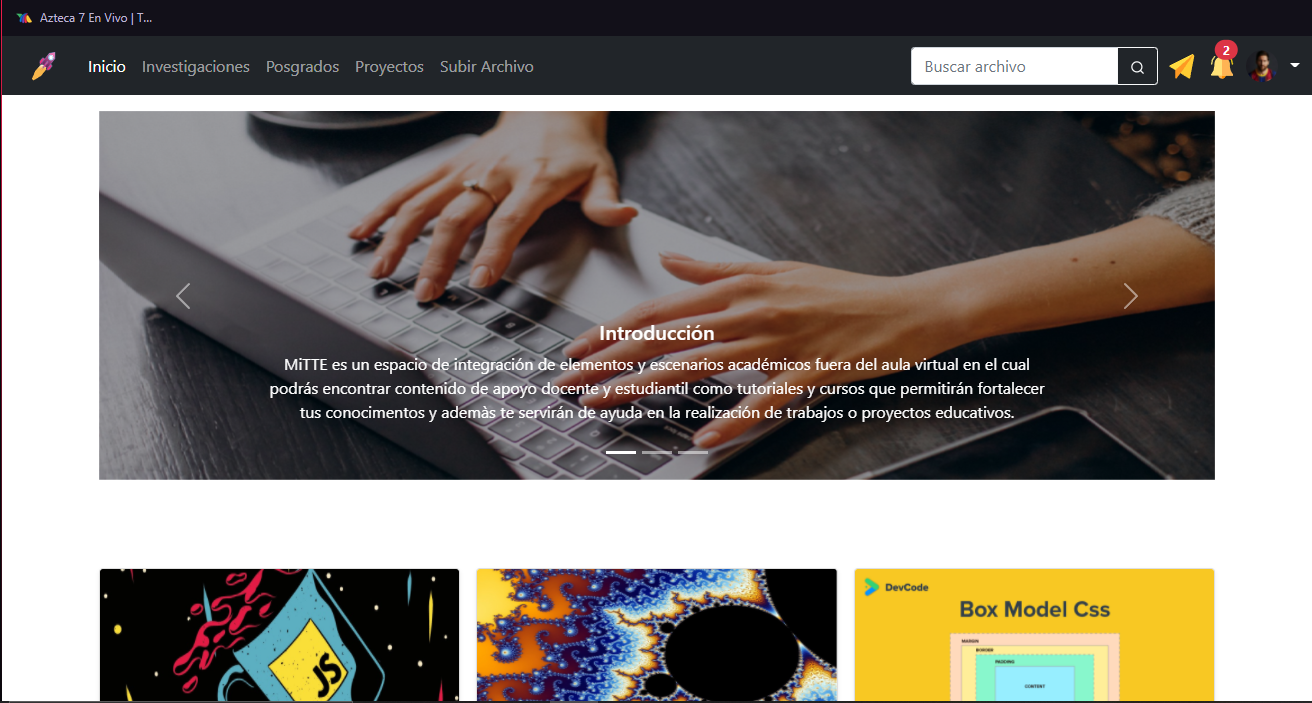 Azteca 7 En Vivo | T...
Inicio Investigaciones Posgrados Proyectos Subir Archivo
Buscar archivo
2
Introducción
MiTTE es un espacio de integración de elementos y escenarios académicos fuera del aula virtual en el cual
podrás encontrar contenido de apoyo docente y estudiantil como tutoriales y cursos que permitirán fortalecer
tus conocimentos y ademàs te servirán de ayuda en la realización de trabajos o proyectos educativos.
JS
DevCode
Box Model Css
MARGIN
BORDER
PADDING
CONTENT